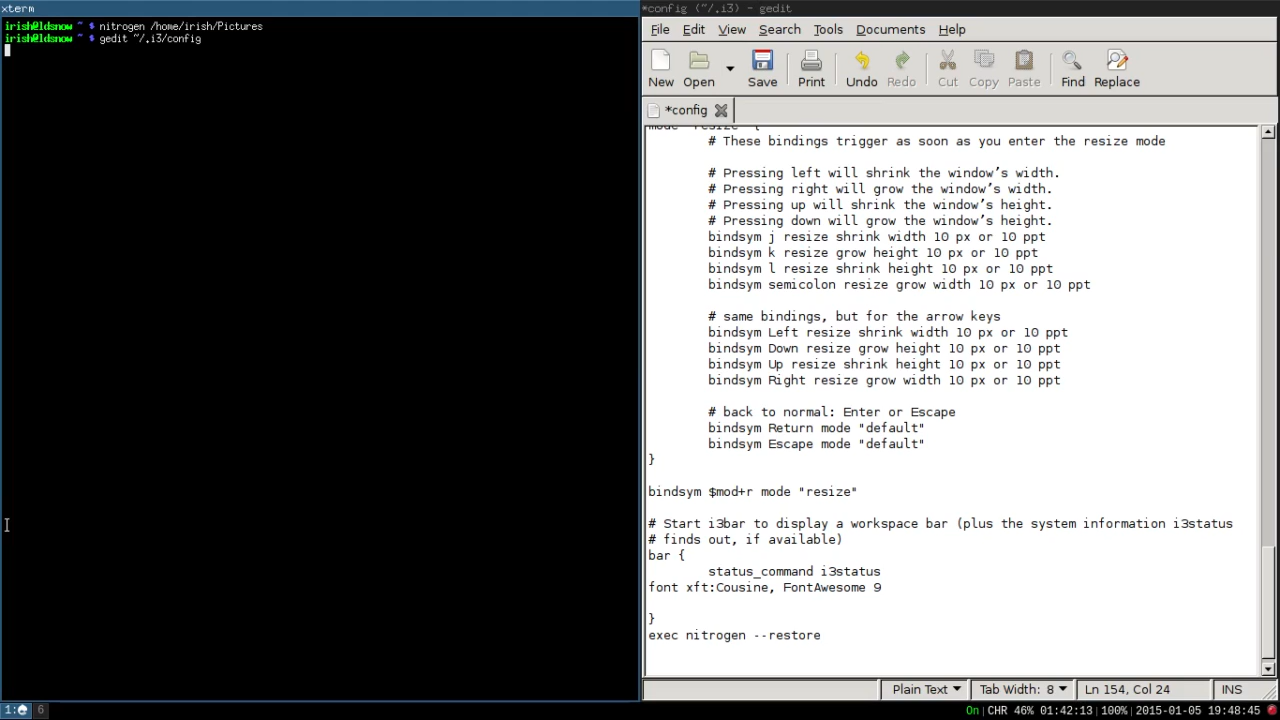 xterm
irish@ldsnow ~ $ nitrogen /home/irish/Pictures
irish@ldsnow ~ $ gedit ~/.i3/config
*config (~/.i3) - gedit
File Edit View Search Tools Documents Help
New Open Save Print Undo Redo Cut Copy Paste Find Replace
*config
mode "resize" {
# These bindings trigger as soon as you enter the resize mode
# Pressing left will shrink the window’s width.
# Pressing right will grow the window’s width.
# Pressing up will shrink the window’s height.
# Pressing down will grow the window’s height.
bindsym j resize shrink width 10 px or 10 ppt
bindsym k resize grow height 10 px or 10 ppt
bindsym l resize shrink height 10 px or 10 ppt
bindsym semicolon resize grow width 10 px or 10 ppt
# same bindings, but for the arrow keys
bindsym Left resize shrink width 10 px or 10 ppt
bindsym Down resize grow height 10 px or 10 ppt
bindsym Up resize shrink height 10 px or 10 ppt
bindsym Right resize grow width 10 px or 10 ppt
# back to normal: Enter or Escape
bindsym Return mode "default"
bindsym Escape mode "default"
}
bindsym $mod+r mode "resize"
# Start i3bar to display a workspace bar (plus the system information i3status
# finds out, if available)
bar {
status_command i3status
font xft:Cousine, FontAwesome 9
}
exec nitrogen --restore
Plain Text Tab Width: 8 Ln 154, Col 24 INS
1: 6
On|CHR 46% 01:42:13|100%|2015-01-05 19:48:45